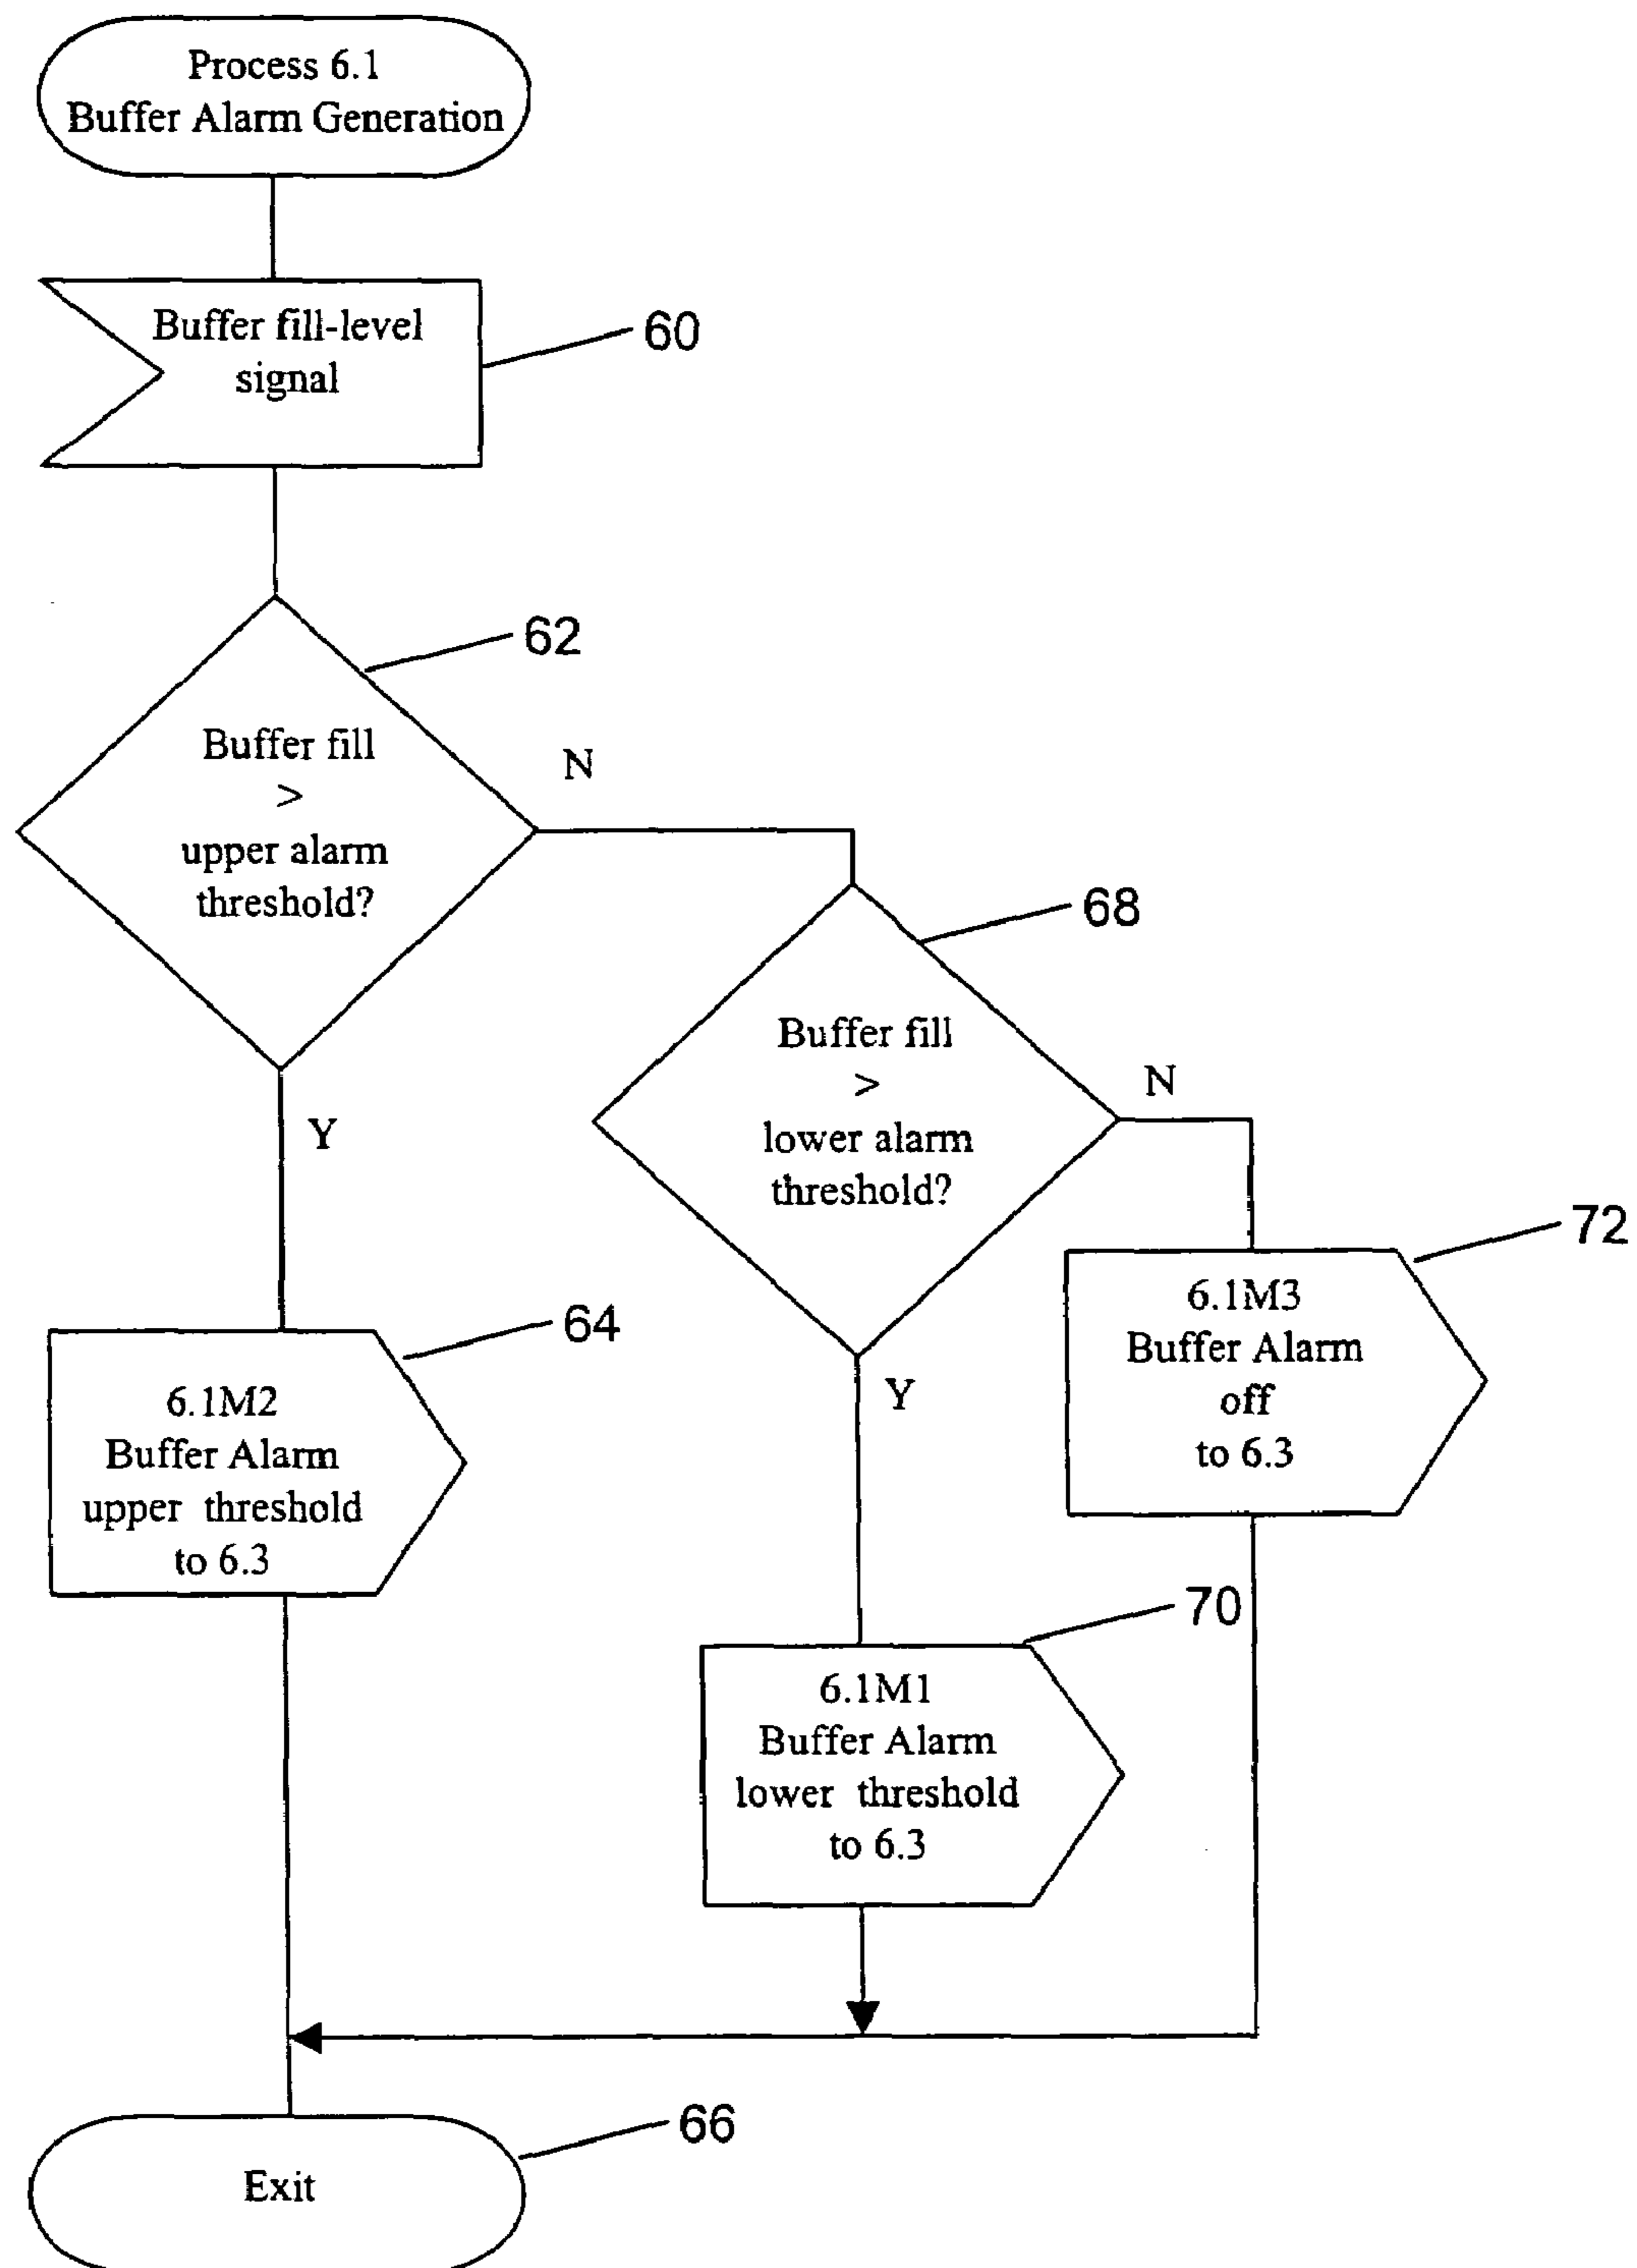 Process 6.1
Buffer Alarm Generation
Buffer fill-level
signal
60
62
Buffer fill
>
upper alarm
threshold?
N
Y
68
Buffer fill
>
lower alarm
threshold?
N
Y
72
6.1M3
Buffer Alarm
off
to 6.3
64
6.1M2
Buffer Alarm
upper threshold
to 6.3
70
6.1M1
Buffer Alarm
lower threshold
to 6.3
66
Exit